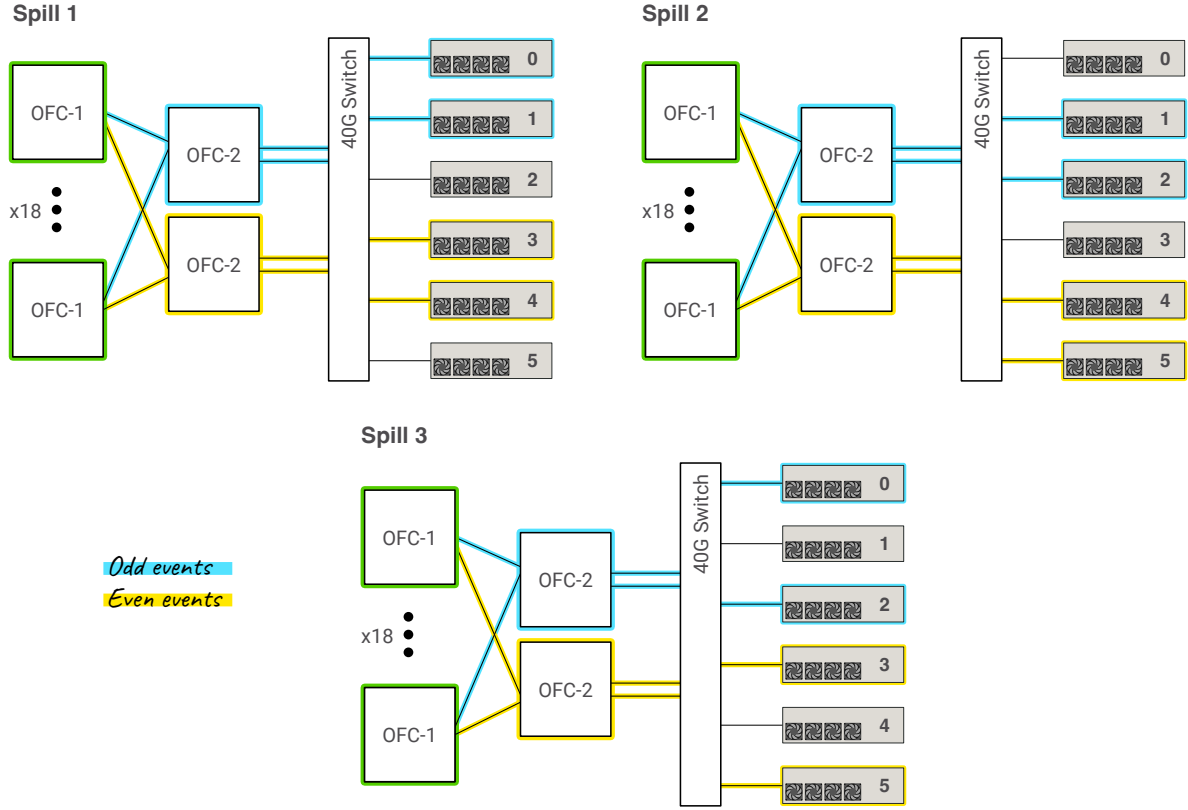 Spill 1
OFC-1
x18
OFC-1
OFC-2
OFC-2
40G Switch
0
1
2
3
4
5
Spill 2
OFC-1
x18
OFC-1
OFC-2
OFC-2
40G Switch
0
1
2
3
4
5
Spill 3
Odd events
Even events
OFC-1
x18
OFC-1
OFC-2
OFC-2
40G Switch
0
1
2
3
4
5